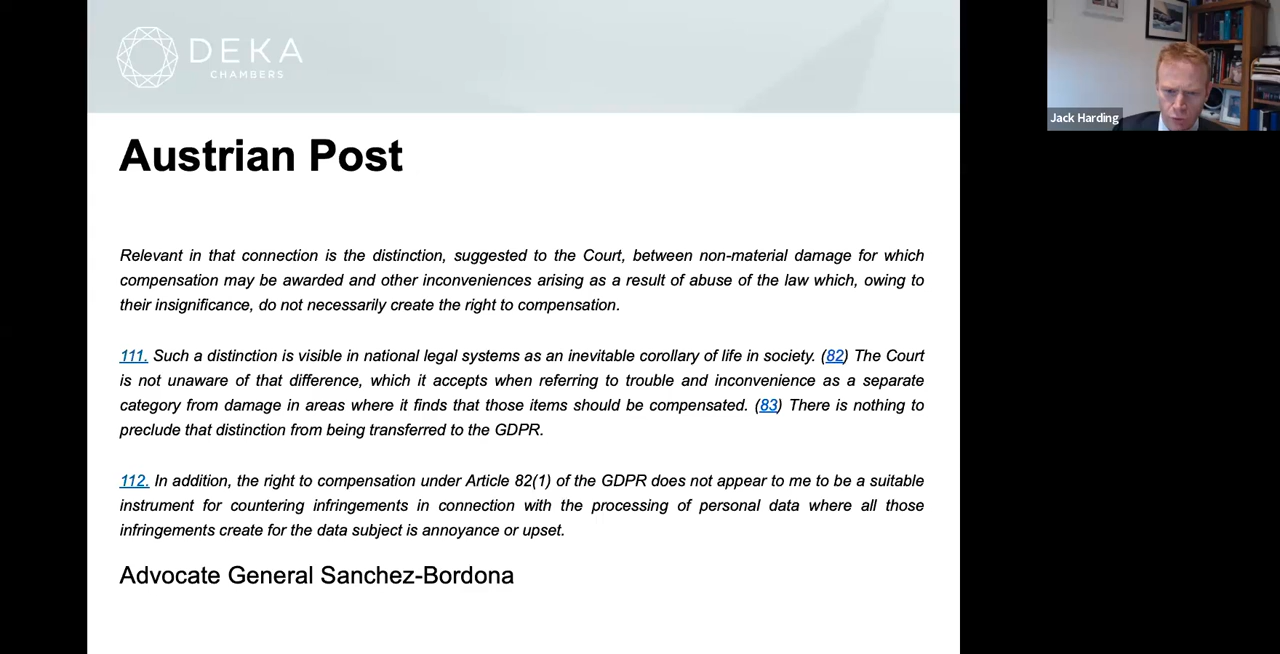 DEKA
CHAMBERS
Jack Harding
Austrian Post
Relevant in that connection is the distinction, suggested to the Court, between non-material damage for which
compensation may be awarded and other inconveniences arising as a result of abuse of the law which, owing to
their insignificance, do not necessarily create the right to compensation.
111. Such a distinction is visible in national legal systems as an inevitable corollary of life in society. (82) The Court
is not unaware of that difference, which it accepts when referring to trouble and inconvenience as a separate
category from damage in areas where it finds that those items should be compensated. (83) There is nothing to
preclude that distinction from being transferred to the GDPR.
112. In addition, the right to compensation under Article 82(1) of the GDPR does not appear to me to be a suitable
instrument for countering infringements in connection with the processing of personal data where all those
infringements create for the data subject is annoyance or upset.
Advocate General Sanchez-Bordona